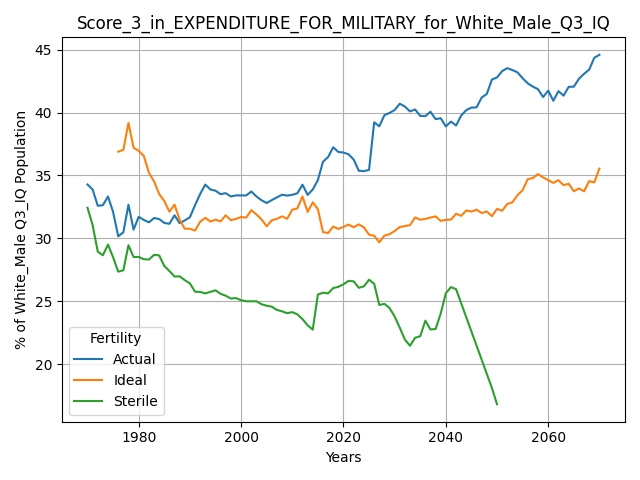 Score_3_in_EXPENDITURE_FOR_MILITARY_for_White_Male_Q3_IQ
% of White_Male Q3_IQ Population
45
40
35
30
25
20
Fertility
Actual
Ideal
Sterile
1980
2000
2020
2040
2060
Years